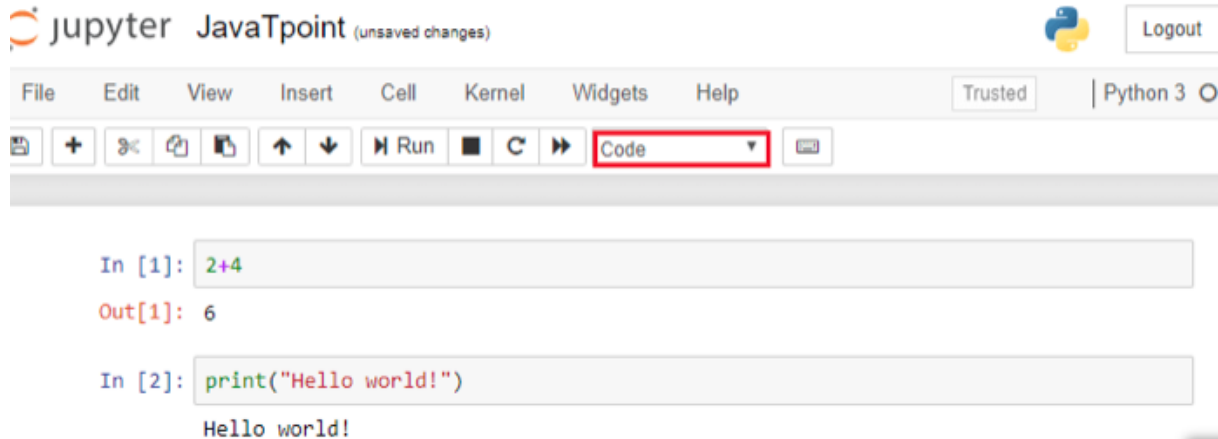 jupyter JavaTpoint (unsaved changes) Logout
File Edit View Insert Cell Kernel Widgets Help Trusted Python 3
Run Code
In [1]: 2+4
Out[1]: 6
In [2]: print("Hello world!")
Hello world!